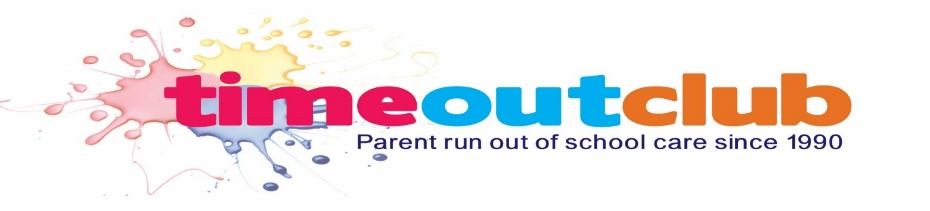 timeoutclub
Parent run out of school care since 1990